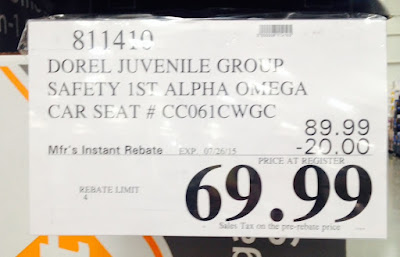 811410
DOREL JUVENILE GROUP
SAFETY 1ST ALPHA OMEGA
CAR SEAT # CC061CWGC
89.99
Mfr's Instant Rebate EXP. 07/26/15 -20.00
PRICE AT REGISTER
REBATE LIMIT
4
69.99
Sales Tax on the pre-rebate price